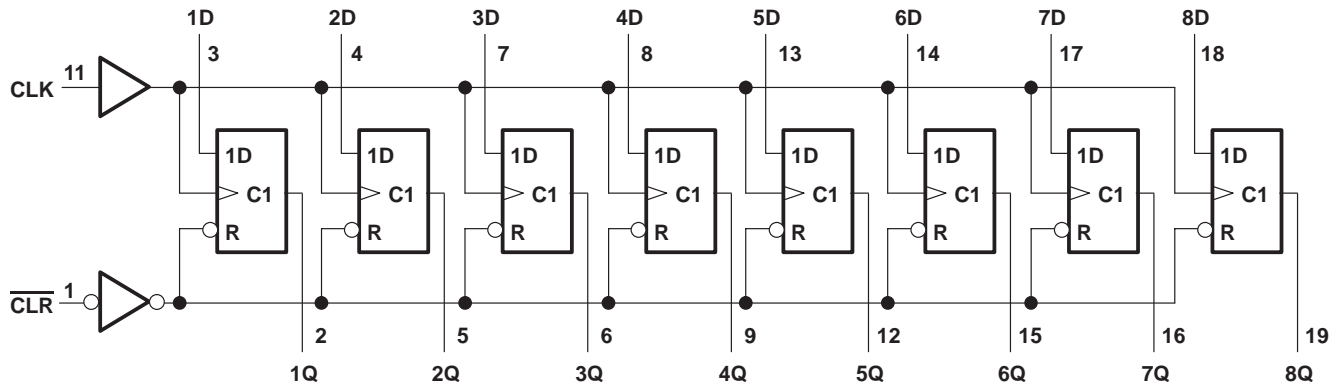 1D 2D 3D 4D 5D 6D 7D 8D
3 4 7 8 13 14 17 18
CLK 11
1D 1D 1D 1D 1D 1D 1D 1D
C1 C1 C1 C1 C1 C1 C1 C1
R R R R R R R R
CLR 1
2 5 6 9 12 15 16 19
1Q 2Q 3Q 4Q 5Q 6Q 7Q 8Q